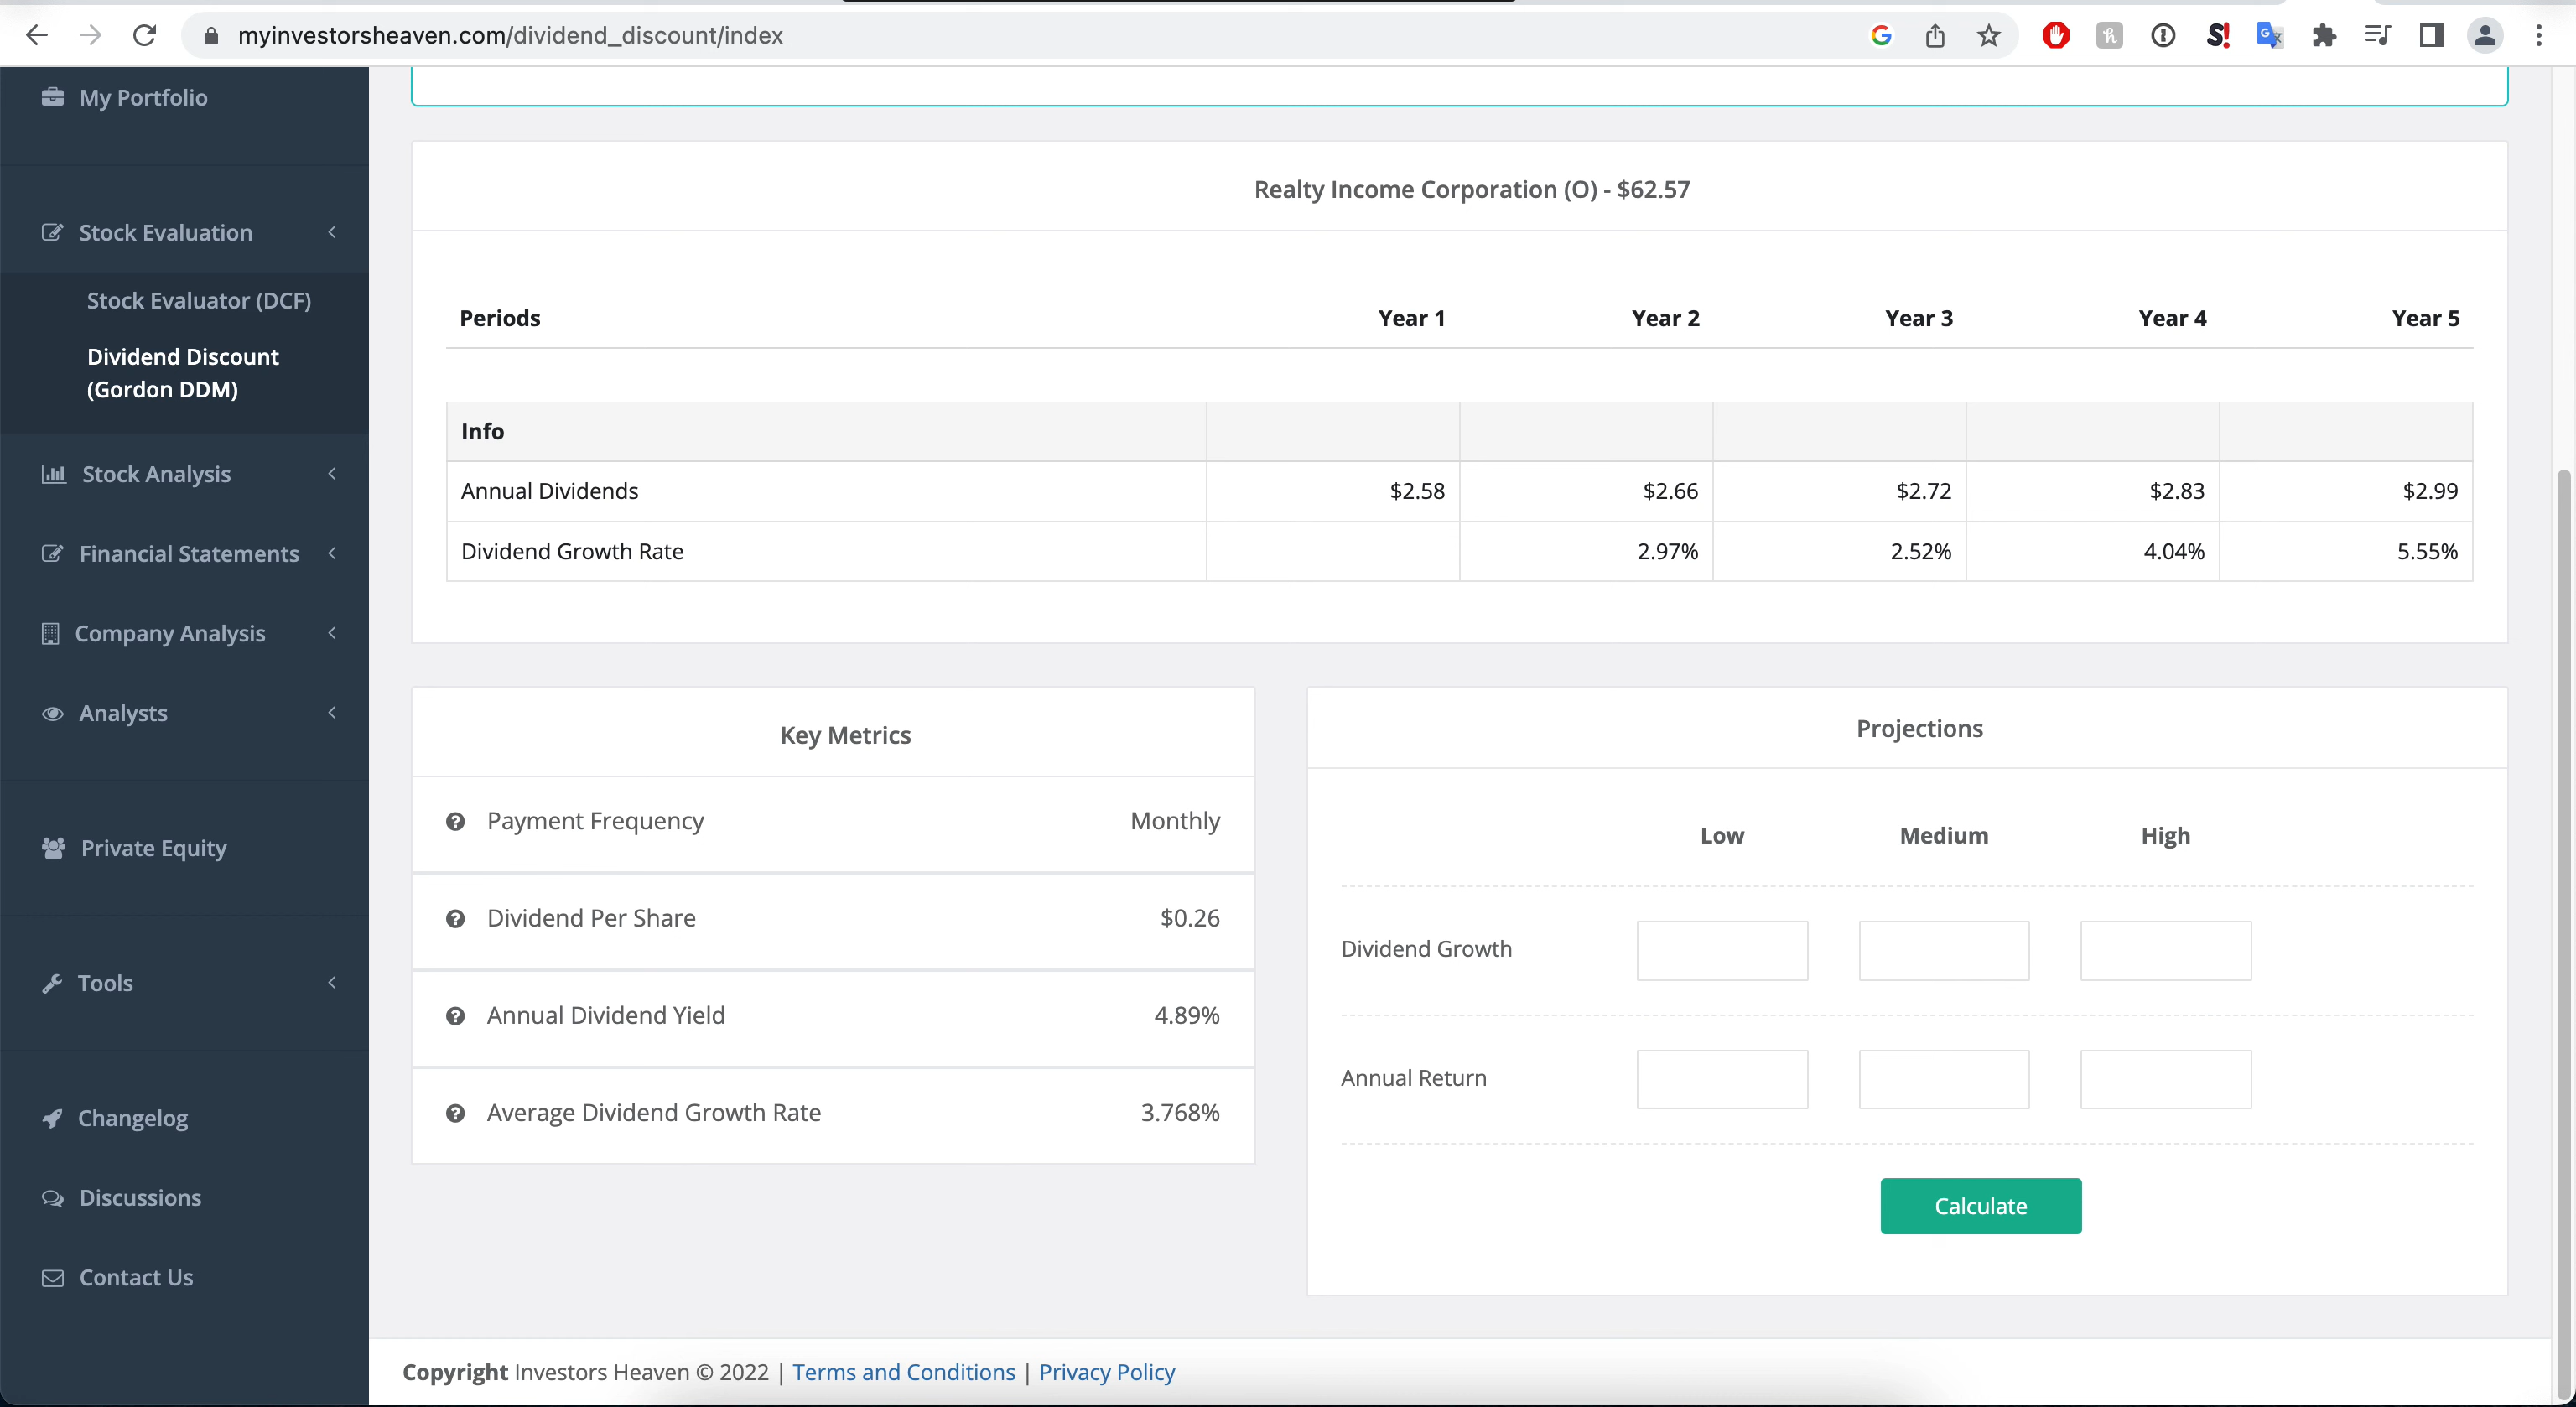 myinvestorsheaven.com/dividend_discount/index
My Portfolio
Stock Evaluation
Stock Evaluator (DCF)
Dividend Discount
(Gordon DDM)
Stock Analysis
Financial Statements
Company Analysis
Analysts
Private Equity
Tools
Changelog
Discussions
Contact Us
Realty Income Corporation (O) - $62.57
Periods Year 1 Year 2 Year 3 Year 4 Year 5
Info
Annual Dividends $2.58 $2.66 $2.72 $2.83 $2.99
Dividend Growth Rate 2.97% 2.52% 4.04% 5.55%
Key Metrics
Payment Frequency Monthly
Dividend Per Share $0.26
Annual Dividend Yield 4.89%
Average Dividend Growth Rate 3.768%
Projections
Low Medium High
Dividend Growth
Annual Return
Calculate
Copyright Investors Heaven © 2022 | Terms and Conditions | Privacy Policy